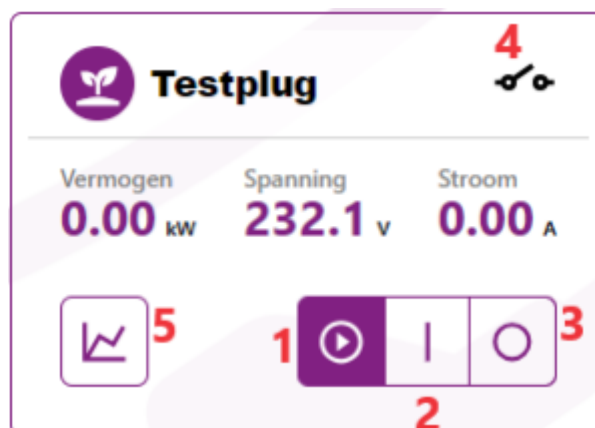 4
Testplug
Vermogen Spanning Stroom
0.00 kW 232.1 V 0.00 A
5 1 3
2